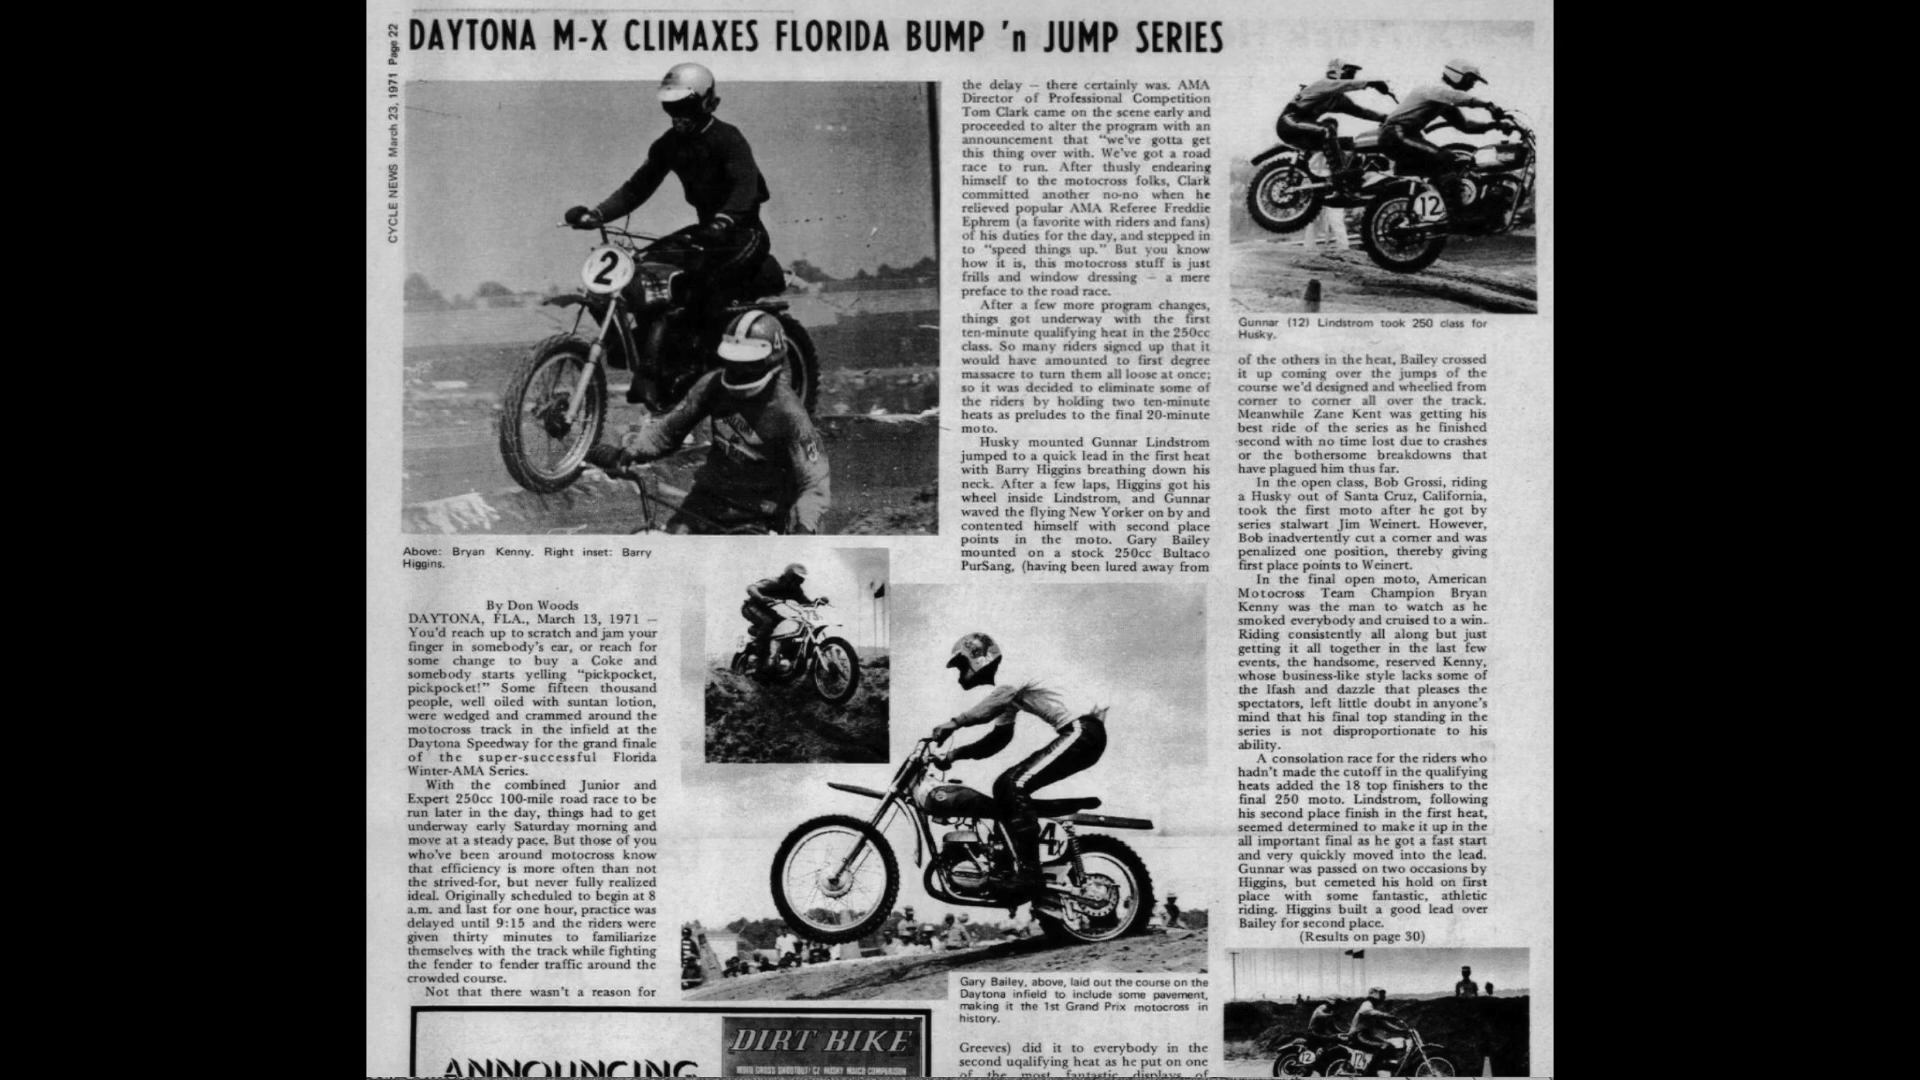 CYCLE NEWS March 23, 1971 Page 22
DAYTONA M-X CLIMAXES FLORIDA BUMP 'n JUMP SERIES
2
4
Above: Bryan Kenny. Right inset: Barry
Higgins.
By Don Woods
DAYTONA, FLA., March 13, 1971 —
You'd reach up to scratch and jam your
finger in somebody's ear, or reach for
some change to buy a Coke and
somebody starts yelling "pickpocket,
pickpocket!" Some fifteen thousand
people, well oiled with suntan lotion,
were wedged and crammed around the
motocross track in the infield at the
Daytona Speedway for the grand finale
of the super-successful Florida
Winter-AMA Series.
With the combined Junior and
Expert 250cc 100-mile road race to be
run later in the day, things had to get
underway early Saturday morning and
move at a steady pace. But those of you
who've been around motocross know
that efficiency is more often than not
the strived-for, but never fully realized
ideal. Originally scheduled to begin at 8
a.m. and last for one hour, practice was
delayed until 9:15 and the riders were
given thirty minutes to familiarize
themselves with the track while fighting
the fender to fender traffic around the
crowded course.
Not that there wasn't a reason for
ANNOUNCING
DIRT BIKE
MOTO CROSS SHOOTOUT! CZ HUSKY MAICO COMPARISON
the delay — there certainly was. AMA
Director of Professional Competition
Tom Clark came on the scene early and
proceeded to alter the program with an
announcement that "we've gotta get
this thing over with. We've got a road
race to run. After thusly endearing
himself to the motocross folks, Clark
committed another no-no when he
relieved popular AMA Referee Freddie
Ephrem (a favorite with riders and fans)
of his duties for the day, and stepped in
to "speed things up." But you know
how it is, this motocross stuff is just
frills and window dressing — a mere
preface to the road race.
After a few more program changes,
things got underway with the first
ten-minute qualifying heat in the 250cc
class. So many riders signed up that it
would have amounted to first degree
massacre to turn them all loose at once;
so it was decided to eliminate some of
the riders by holding two ten-minute
heats as preludes to the final 20-minute
moto.
Husky mounted Gunnar Lindstrom
jumped to a quick lead in the first heat
with Barry Higgins breathing down his
neck. After a few laps, Higgins got his
wheel inside Lindstrom, and Gunnar
waved the flying New Yorker on by and
contented himself with second place
points in the moto. Gary Bailey
mounted on a stock 250cc Bultaco
PurSang, (having been lured away from
4x
Gary Bailey, above, laid out the course on the
Daytona infield to include some pavement,
making it the 1st Grand Prix motocross in
history.
Greeves) did it to everybody in the
second uqalifying heat as he put on one
of the most fantastic displays of
12
Gunnar (12) Lindstrom took 250 class for
Husky.
of the others in the heat, Bailey crossed
it up coming over the jumps of the
course we'd designed and wheelied from
corner to corner all over the track.
Meanwhile Zane Kent was getting his
best ride of the series as he finished
second with no time lost due to crashes
or the bothersome breakdowns that
have plagued him thus far.
In the open class, Bob Grossi, riding
a Husky out of Santa Cruz, California,
took the first moto after he got by
series stalwart Jim Weinert. However,
Bob inadvertently cut a corner and was
penalized one position, thereby giving
first place points to Weinert.
In the final open moto, American
Motocross Team Champion Bryan
Kenny was the man to watch as he
smoked everybody and cruised to a win.
Riding consistently all along but just
getting it all together in the last few
events, the handsome, reserved Kenny,
whose business-like style lacks some of
the lfash and dazzle that pleases the
spectators, left little doubt in anyone's
mind that his final top standing in the
series is not disproportionate to his
ability.
A consolation race for the riders who
hadn't made the cutoff in the qualifying
heats added the 18 top finishers to the
final 250 moto. Lindstrom, following
his second place finish in the first heat,
seemed determined to make it up in the
all important final as he got a fast start
and very quickly moved into the lead.
Gunnar was passed on two occasions by
Higgins, but cemeted his hold on first
place with some fantastic, athletic
riding. Higgins built a good lead over
Bailey for second place.
(Results on page 30)
12